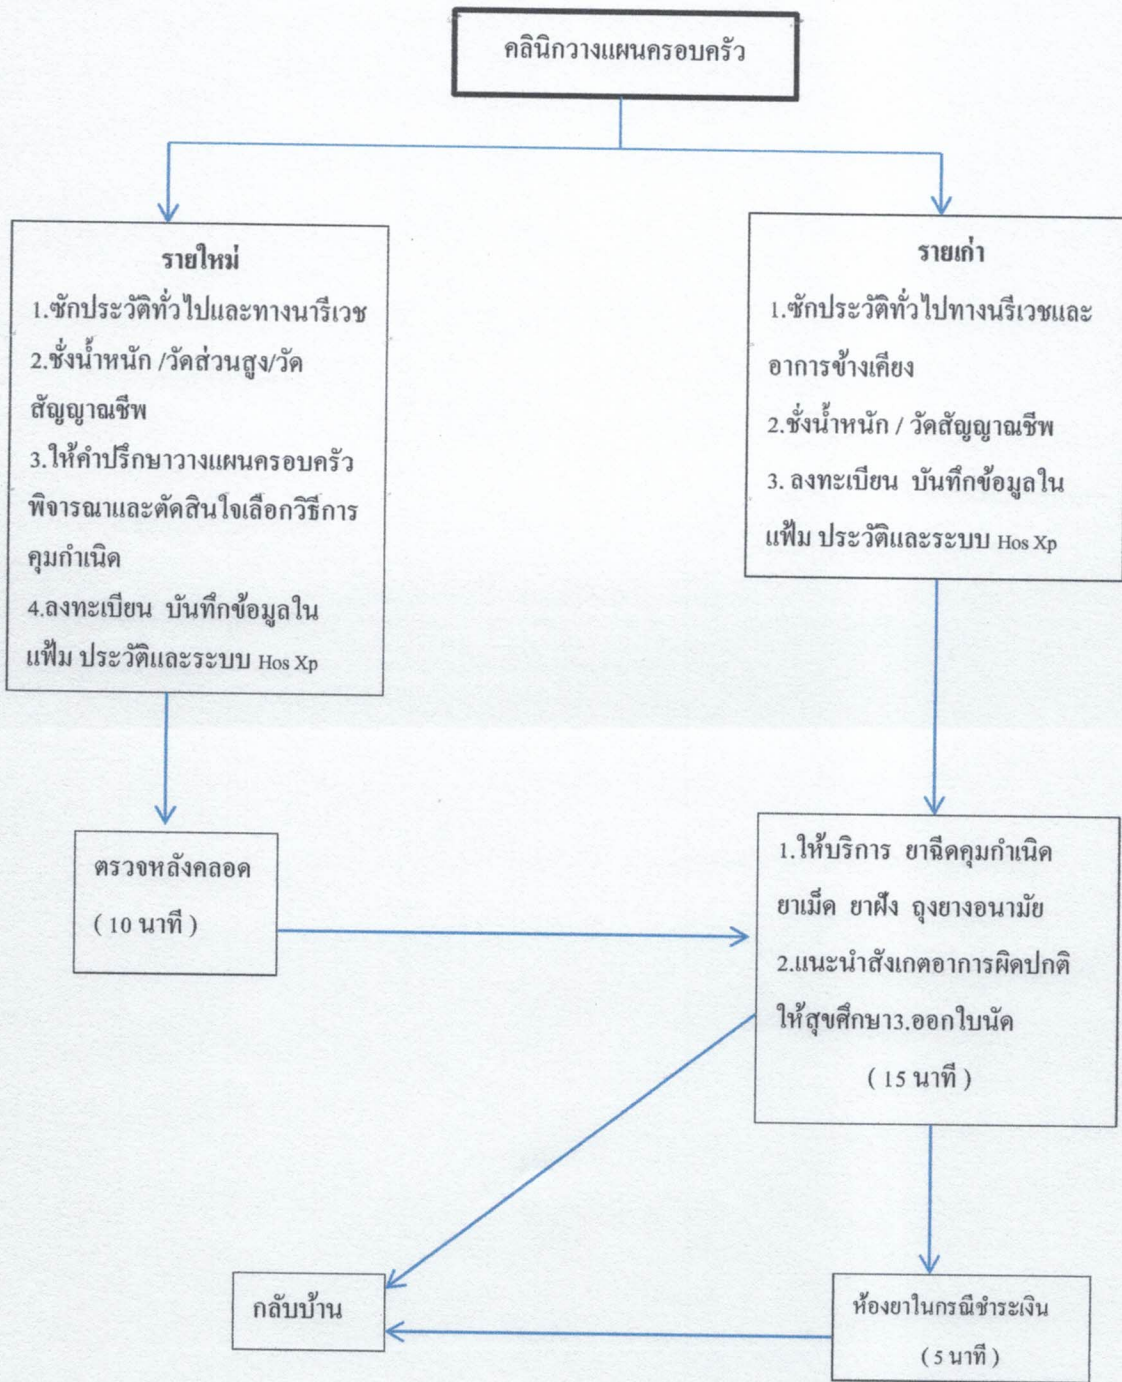 คลินิกวางแผนครอบครัว
รายใหม่
1.ซักประวัติทั่วไปและทางนารีเวช
2.ชั่งน้ำหนัก /วัดส่วนสูง/วัด
สัญญาณชีพ
3.ให้คำปรึกษาวางแผนครอบครัว
พิจารณาและตัดสินใจเลือกวิธีการ
คุมกำเนิด
4.ลงทะเบียน บันทึกข้อมูลใน
แฟ้ม ประวัติและระบบ Hos Xp
รายเก่า
1.ซักประวัติทั่วไปทางนรีเวชและ
อาการข้างเคียง
2.ชั่งน้ำหนัก / วัดสัญญาณชีพ
3. ลงทะเบียน บันทึกข้อมูลใน
แฟ้ม ประวัติและระบบ Hos Xp
ตรวจหลังคลอด
( 10 นาที )
1.ให้บริการ ยาฉีดคุมกำเนิด
ยาเม็ด ยาฝัง ถุงยางอนามัย
2.แนะนำสังเกตอาการผิดปกติ
ให้สุขศึกษา3.ออกใบนัด
( 15 นาที )
กลับบ้าน
ห้องยาในกรณีชำระเงิน
( 5 นาที )